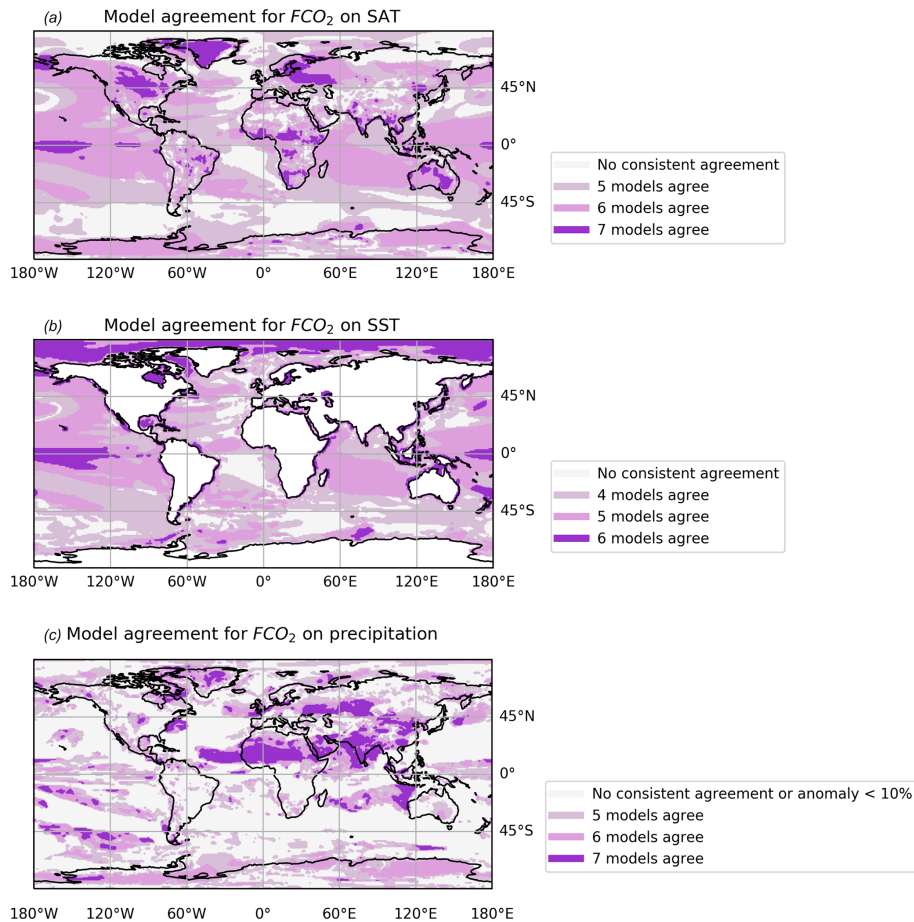 (a) Model agreement for FCO₂ on SAT
45°N
0°
45°S
180°W 120°W 60°W 0° 60°E 120°E 180°E
No consistent agreement
5 models agree
6 models agree
7 models agree
(b) Model agreement for FCO₂ on SST
45°N
0°
45°S
180°W 120°W 60°W 0° 60°E 120°E 180°E
No consistent agreement
4 models agree
5 models agree
6 models agree
(c) Model agreement for FCO₂ on precipitation
45°N
0°
45°S
180°W 120°W 60°W 0° 60°E 120°E 180°E
No consistent agreement or anomaly < 10%
5 models agree
6 models agree
7 models agree